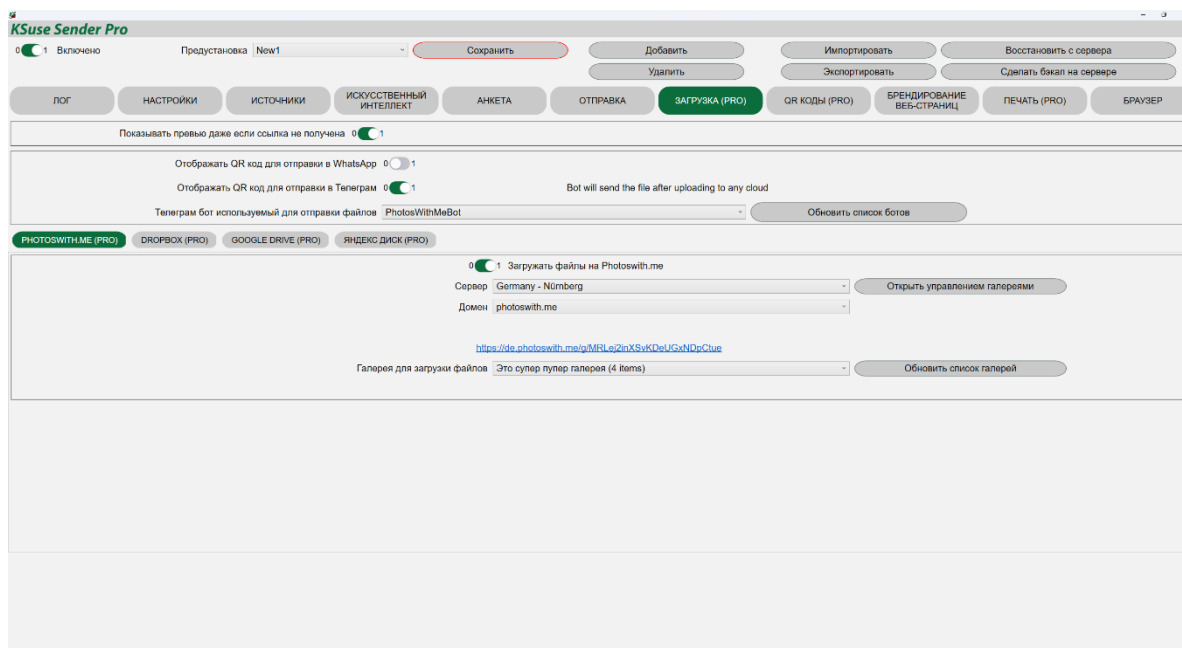 KSuse Sender Pro
0 1 Включено Предустановка New1 Сохранить Добавить Импортировать Восстановить с сервера
Удалить Экспортировать Сделать бэкап на сервере
ЛОГ НАСТРОЙКИ ИСТОЧНИКИ ИСКУССТВЕННЫЙ ИНТЕЛЛЕКТ АНКЕТА ОТПРАВКА ЗАГРУЗКА (PRO) QR КОДЫ (PRO) БРЕНДИРОВАНИЕ ВЕБ-СТРАНИЦ ПЕЧАТЬ (PRO) БРАУЗЕР
Показывать превью даже если ссылка не получена 0 1
Отображать QR код для отправки в WhatsApp 0 1
Отображать QR код для отправки в Телеграм 0 1 Bot will send the file after uploading to any cloud
Телеграм бот используемый для отправки файлов PhotosWithMeBot Обновить список ботов
PHOTOSWITH.ME (PRO) DROPBOX (PRO) GOOGLE DRIVE (PRO) ЯНДЕКС ДИСК (PRO)
0 1 Загружать файлы на Photoswith.me
Сервер Germany - Nürnberg Открыть управлением галереями
Домен photoswith.me
https://de.photoswith.me/g/MRLej2inXSvKDeUGxNDpCtue
Галерея для загрузки файлов Это супер пупер галерея (4 items) Обновить список галерей